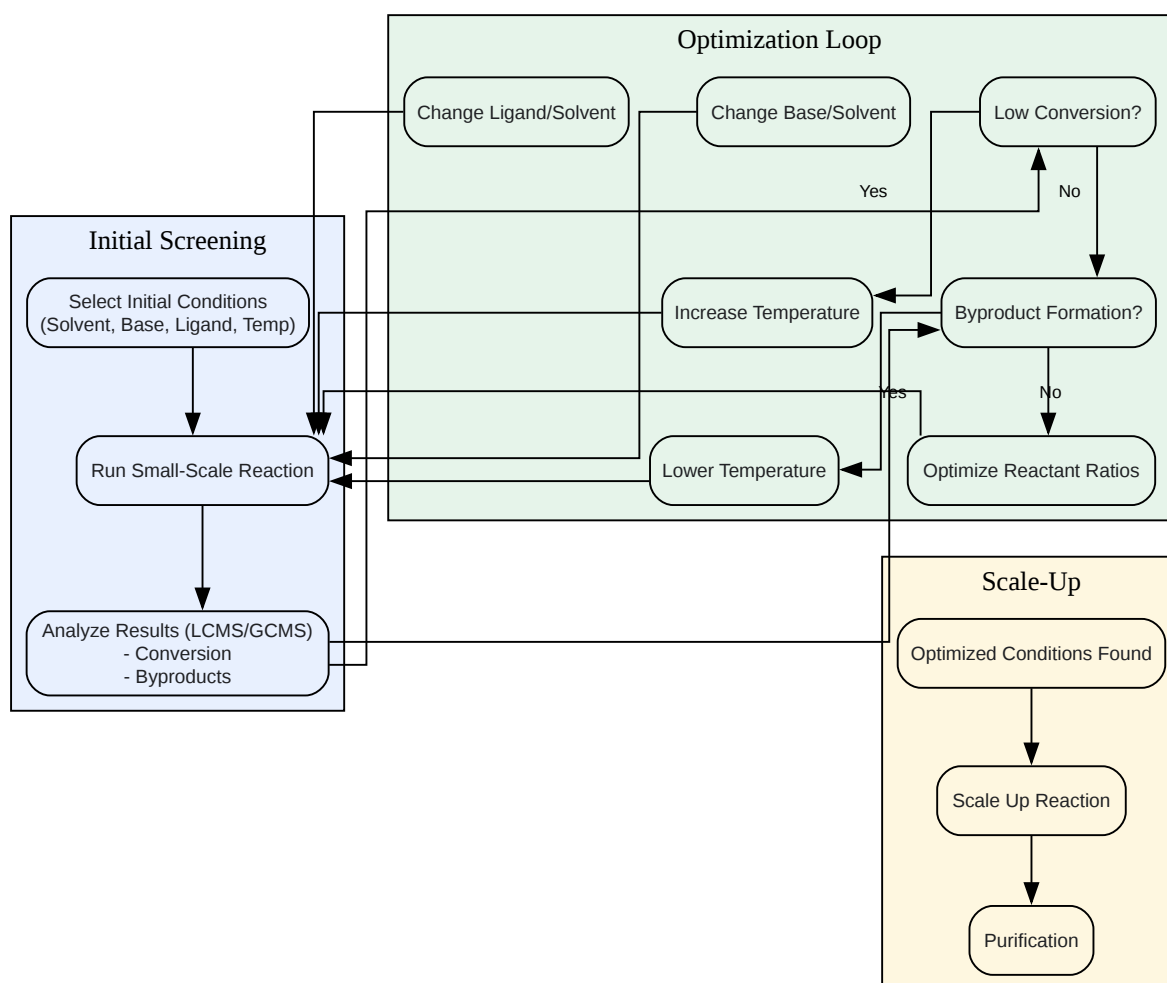 Optimization Loop
Change Ligand/Solvent
Change Base/Solvent
Low Conversion?
Yes
No
Initial Screening
Select Initial Conditions
(Solvent, Base, Ligand, Temp)
Increase Temperature
Byproduct Formation?
Yes
No
Run Small-Scale Reaction
Lower Temperature
Optimize Reactant Ratios
Scale-Up
Analyze Results (LCMS/GCMS)
- Conversion
- Byproducts
Optimized Conditions Found
Scale Up Reaction
Purification